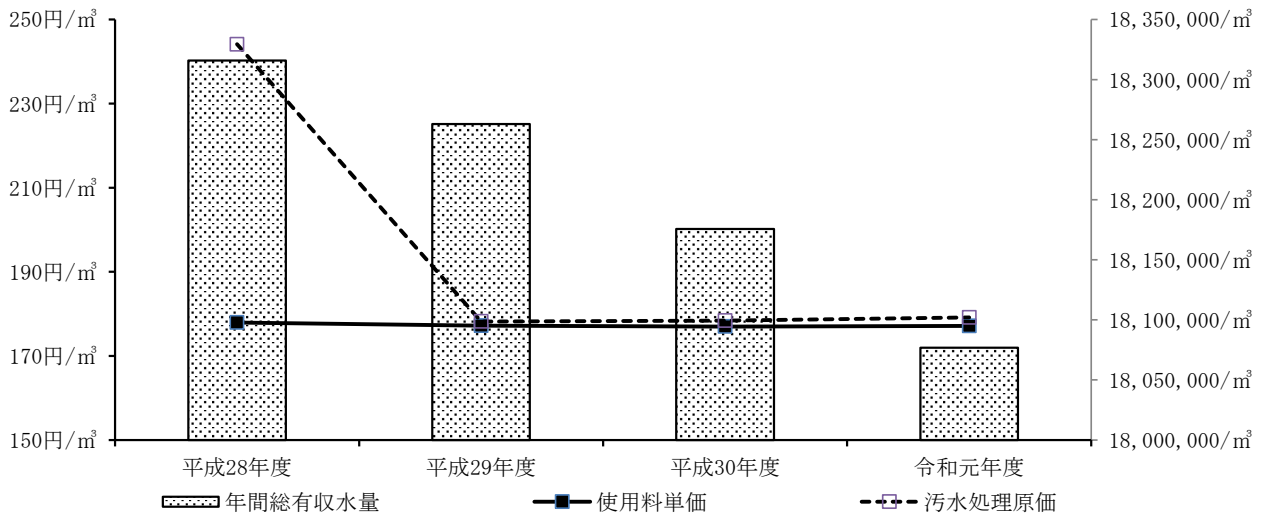 250円/㎥
230円/㎥
210円/㎥
190円/㎥
170円/㎥
150円/㎥
18,350,000/㎥
18,300,000/㎥
18,250,000/㎥
18,200,000/㎥
18,150,000/㎥
18,100,000/㎥
18,050,000/㎥
18,000,000/㎥
平成28年度 平成29年度 平成30年度 令和元年度
年間総有収水量 使用料単価 汚水処理原価